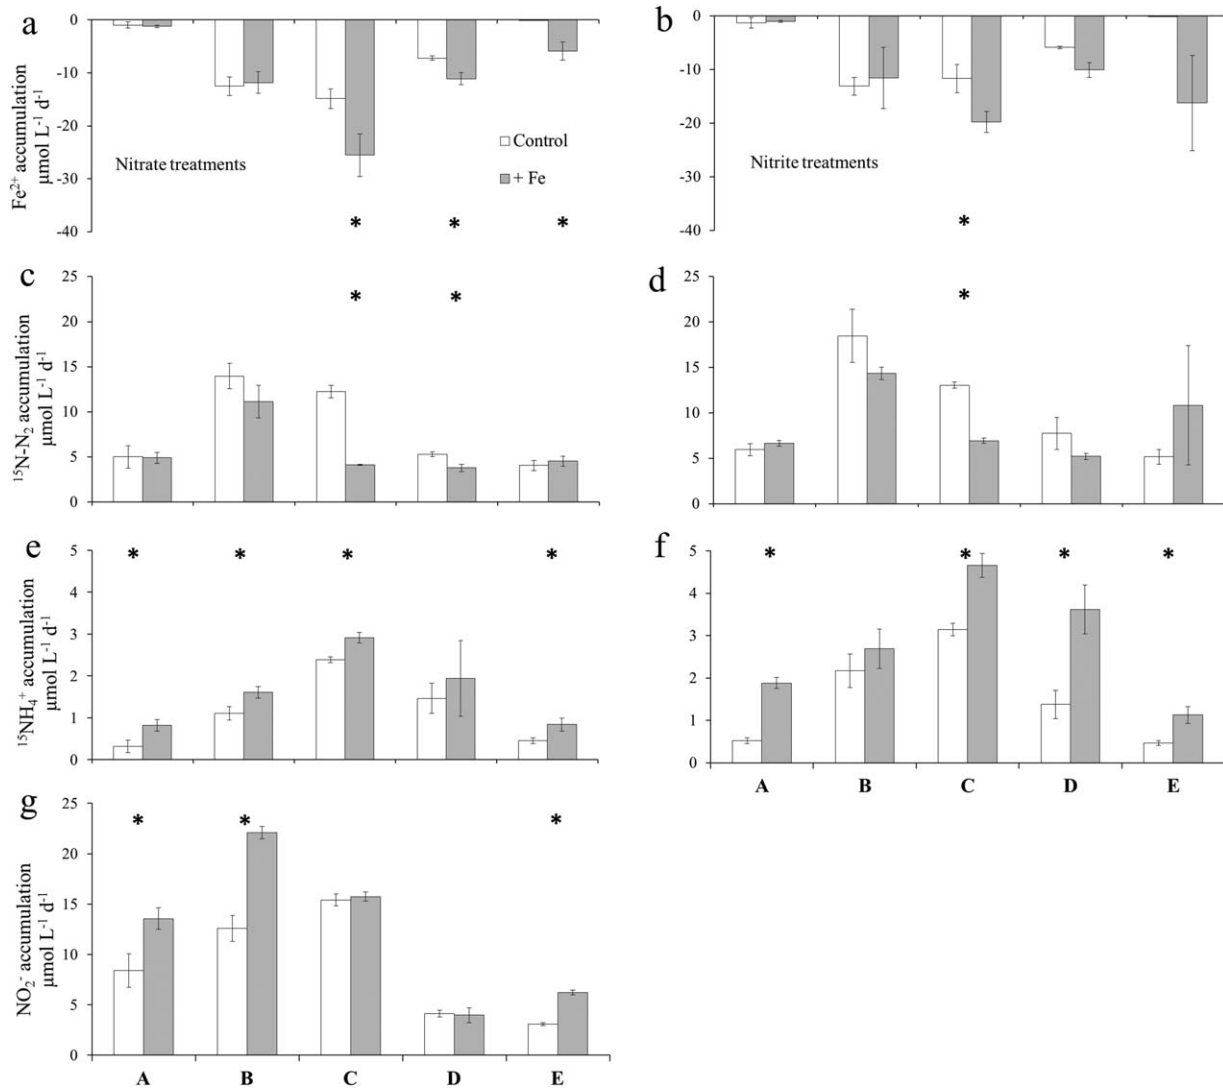 a
0
-10
-20
-30
-40
Fe²⁺ accumulation
µmol L⁻¹ d⁻¹
Nitrate treatments
Control
+ Fe
* * *
b
0
-10
-20
-30
-40
Nitrite treatments
*
c
25
20
15
10
5
0
¹⁵N-N₂ accumulation
µmol L⁻¹ d⁻¹
* *
d
25
20
15
10
5
0
*
e
5
4
3
2
1
0
¹⁵NH₄⁺ accumulation
µmol L⁻¹ d⁻¹
* * * *
f
5
4
3
2
1
0
* * * *
A B C D E
g
25
20
15
10
5
0
NO₂⁻ accumulation
µmol L⁻¹ d⁻¹
* * *
A B C D E